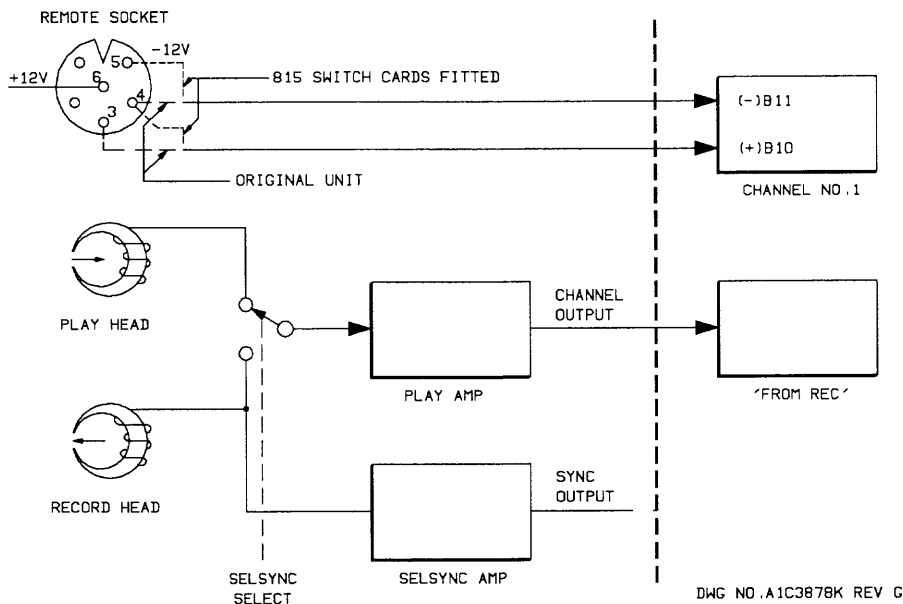 REMOTE SOCKET
-12V
5
+12V
6
4
3
815 SWITCH CARDS FITTED
(-)B11
(+)B10
ORIGINAL UNIT
CHANNEL NO.1
PLAY HEAD
CHANNEL
OUTPUT
PLAY AMP
'FROM REC'
RECORD HEAD
SYNC
OUTPUT
SELSYNC
SELECT
SELSYNC AMP
DWG NO.A1C3878K REV G